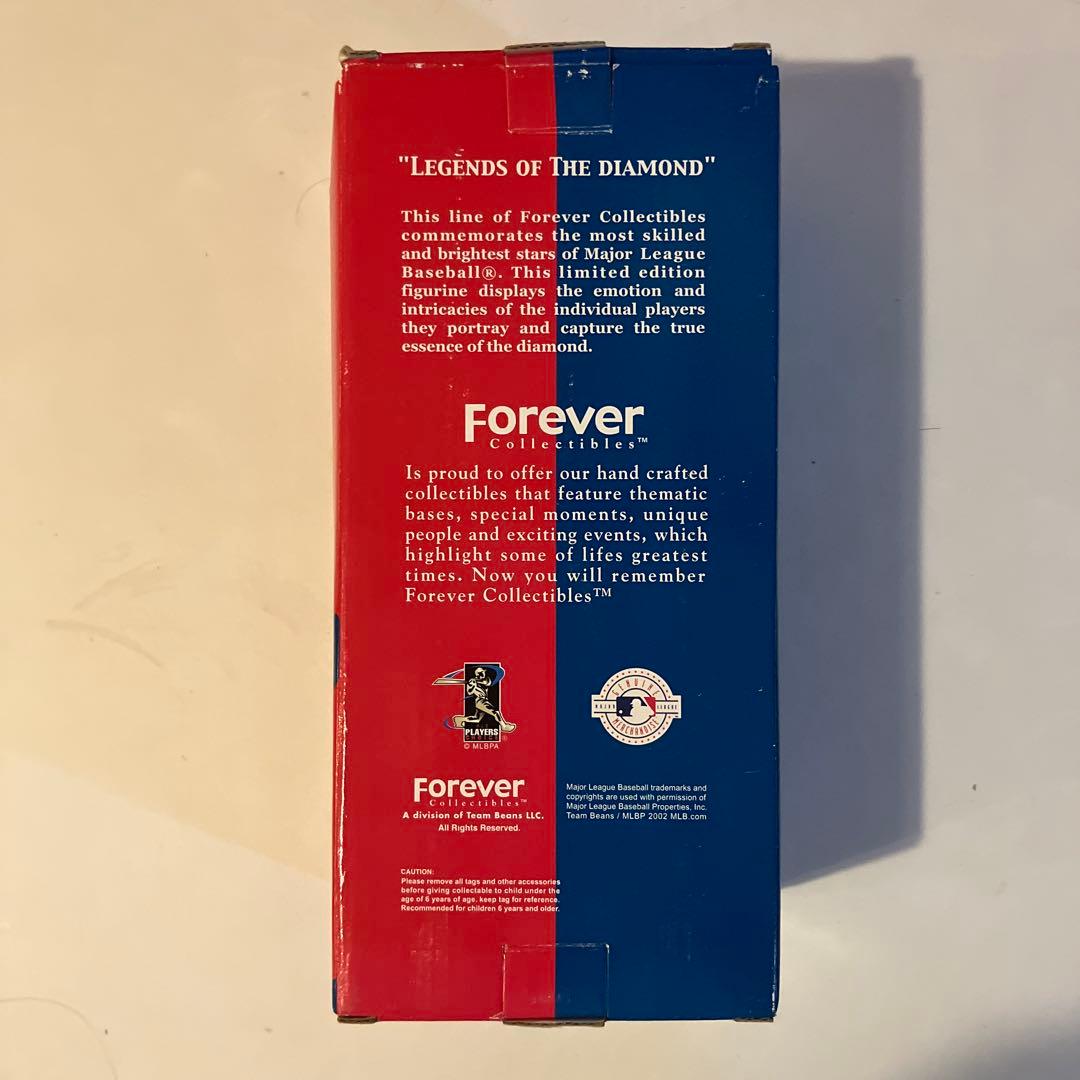 "LEGENDS OF THE DIAMOND"
This line of Forever Collectibles
commemorates the most skilled
and brightest stars of Major League
Baseball®. This limited edition
figurine displays the emotion and
intricacies of the individual players
they portray and capture the true
essence of the diamond.
Forever
Collectibles™
Is proud to offer our hand crafted
collectibles that feature thematic
bases, special moments, unique
people and exciting events, which
highlight some of lifes greatest
times. Now you will remember
Forever Collectibles™
PLAYERS
CHOICE ®
© MLBPA
GENUINE
MAJOR LEAGUE
MERCHANDISE
Forever
Collectibles™
A division of Team Beans LLC.
All Rights Reserved.
Major League Baseball trademarks and
copyrights are used with permission of
Major League Baseball Properties, Inc.
Team Beans / MLBP 2002 MLB.com
CAUTION:
Please remove all tags and other accessories
before giving collectable to child under the
age of 6 years of age. keep tag for reference.
Recommended for children 6 years and older.